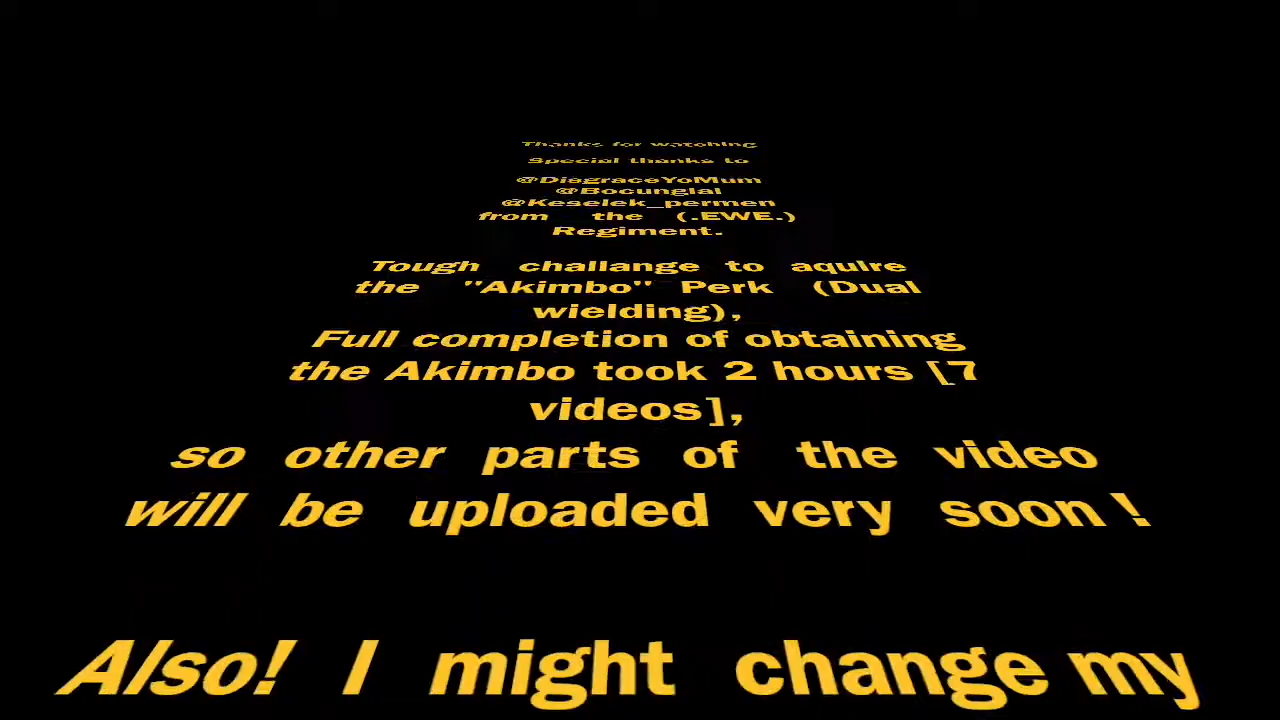 Thanks for watching
Special thanks to
@DisgraceYoMum
@Bocunglal
@Keselek_permen
from the (.EWE.)
Regiment.
Tough challange to aquire
the "Akimbo" Perk (Dual
wielding),
Full completion of obtaining
the Akimbo took 2 hours [7
videos],
so other parts of the video
will be uploaded very soon !
Also! I might change my